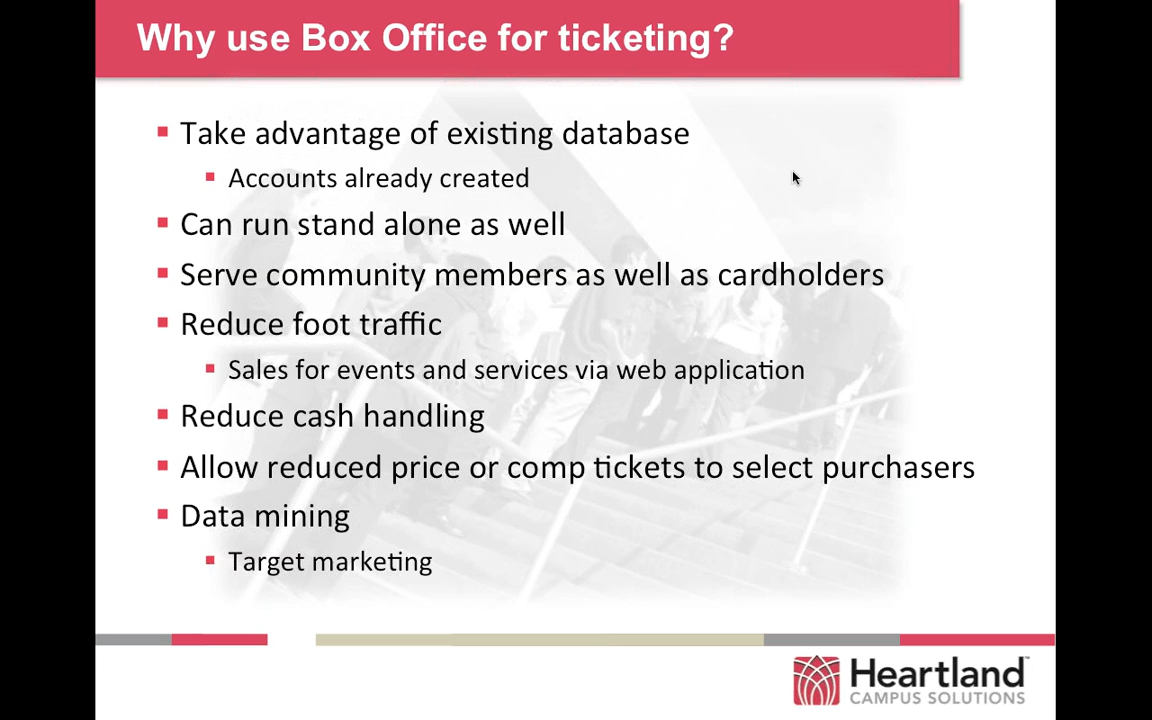 Why use Box Office for ticketing?
Take advantage of existing database
Accounts already created
Can run stand alone as well
Serve community members as well as cardholders
Reduce foot traffic
Sales for events and services via web application
Reduce cash handling
Allow reduced price or comp tickets to select purchasers
Data mining
Target marketing
Heartland™
CAMPUS SOLUTIONS